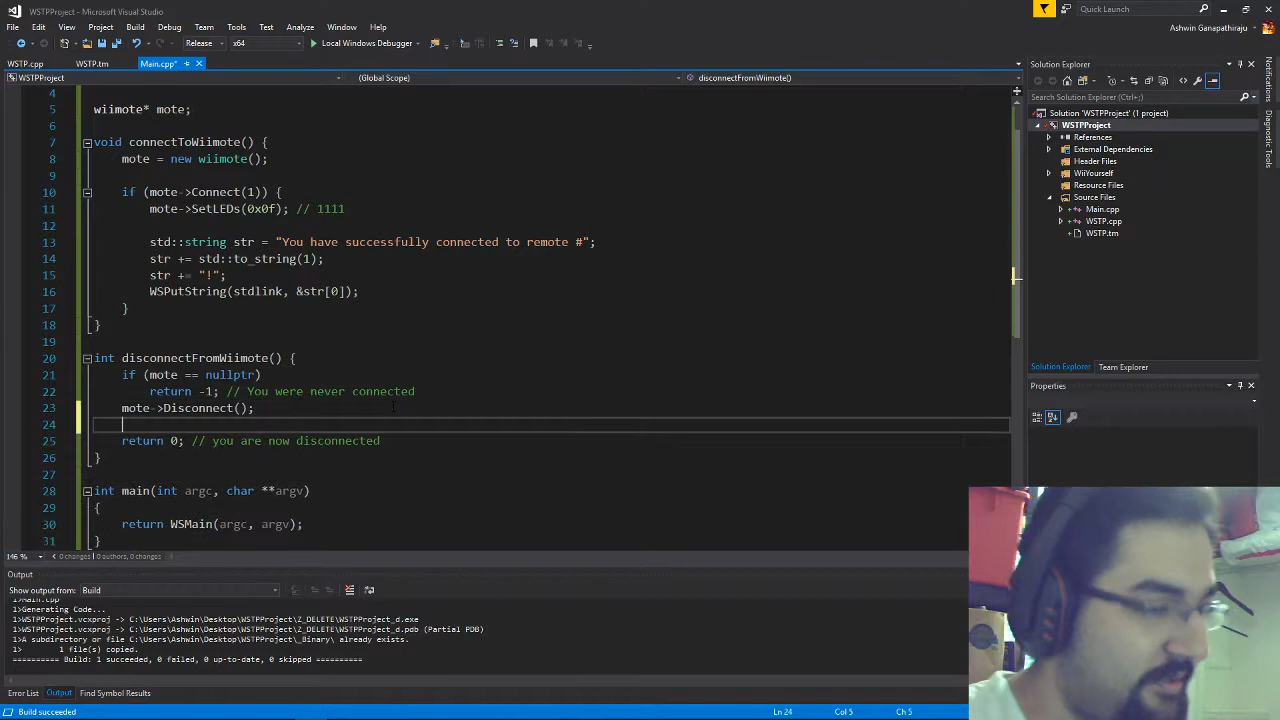 WSTPProject - Microsoft Visual Studio
Quick Launch
File Edit View Project Build Debug Team Tools Test Analyze Window Help
Ashwin Ganapathiraju
Release x64 Local Windows Debugger
WSTP.cpp WSTP.tm Main.cpp*
WSTPProject (Global Scope) disconnectFromWiimote()
4
5 wiimote* mote;
6
7 void connectToWiimote() {
8 mote = new wiimote();
9
10 if (mote->Connect(1)) {
11 mote->SetLEDs(0x0f); // 1111
12
13 std::string str = "You have successfully connected to remote #";
14 str += std::to_string(1);
15 str += "!";
16 WSPutString(stdlink, &str[0]);
17 }
18 }
19
20 int disconnectFromWiimote() {
21 if (mote == nullptr)
22 return -1; // You were never connected
23 mote->Disconnect();
24
25 return 0; // you are now disconnected
26 }
27
28 int main(int argc, char **argv)
29 {
30 return WSMain(argc, argv);
31 }
146 % 0 changes | 0 authors, 0 changes
Output
Show output from: Build
1>Main.cpp
1>Generating Code...
1>WSTPProject.vcxproj -> C:\Users\Ashwin\Desktop\WSTPProject\Z_DELETE\WSTPProject_d.exe
1>WSTPProject.vcxproj -> C:\Users\Ashwin\Desktop\WSTPProject\Z_DELETE\WSTPProject_d.pdb (Partial PDB)
1>A subdirectory or file C:\Users\Ashwin\Desktop\WSTPProject\_Binary\ already exists.
1> 1 file(s) copied.
========== Build: 1 succeeded, 0 failed, 0 up-to-date, 0 skipped ==========
Error List Output Find Symbol Results
Build succeeded Ln 24 Col 5 Ch 5
Solution Explorer
Search Solution Explorer (Ctrl+;)
Solution 'WSTPProject' (1 project)
WSTPProject
References
External Dependencies
Header Files
WiiYourself
Resource Files
Source Files
Main.cpp
WSTP.cpp
WSTP.tm
Solution Explorer Team Explorer
Properties
Notifications
Diagnostic Tools